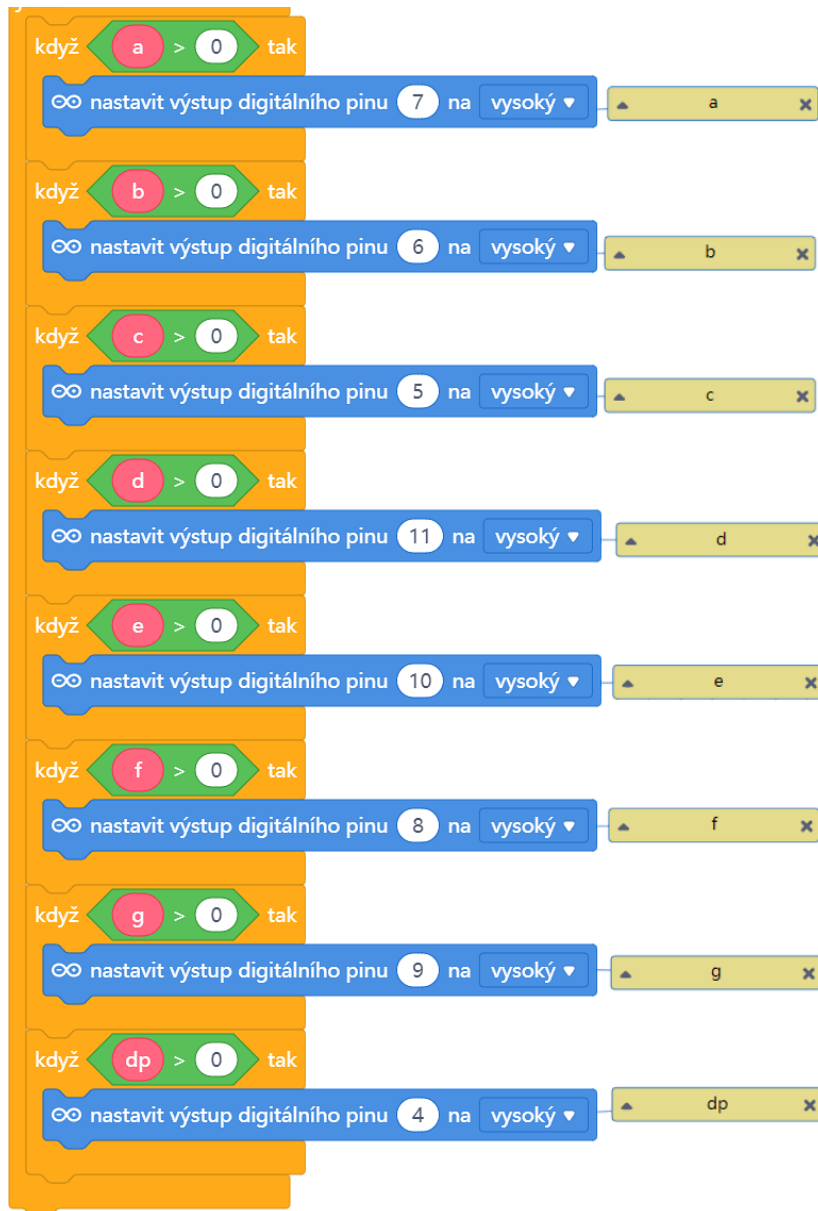 když a > 0 tak
nastavit výstup digitálního pinu 7 na vysoký a
když b > 0 tak
nastavit výstup digitálního pinu 6 na vysoký b
když c > 0 tak
nastavit výstup digitálního pinu 5 na vysoký c
když d > 0 tak
nastavit výstup digitálního pinu 11 na vysoký d
když e > 0 tak
nastavit výstup digitálního pinu 10 na vysoký e
když f > 0 tak
nastavit výstup digitálního pinu 8 na vysoký f
když g > 0 tak
nastavit výstup digitálního pinu 9 na vysoký g
když dp > 0 tak
nastavit výstup digitálního pinu 4 na vysoký dp